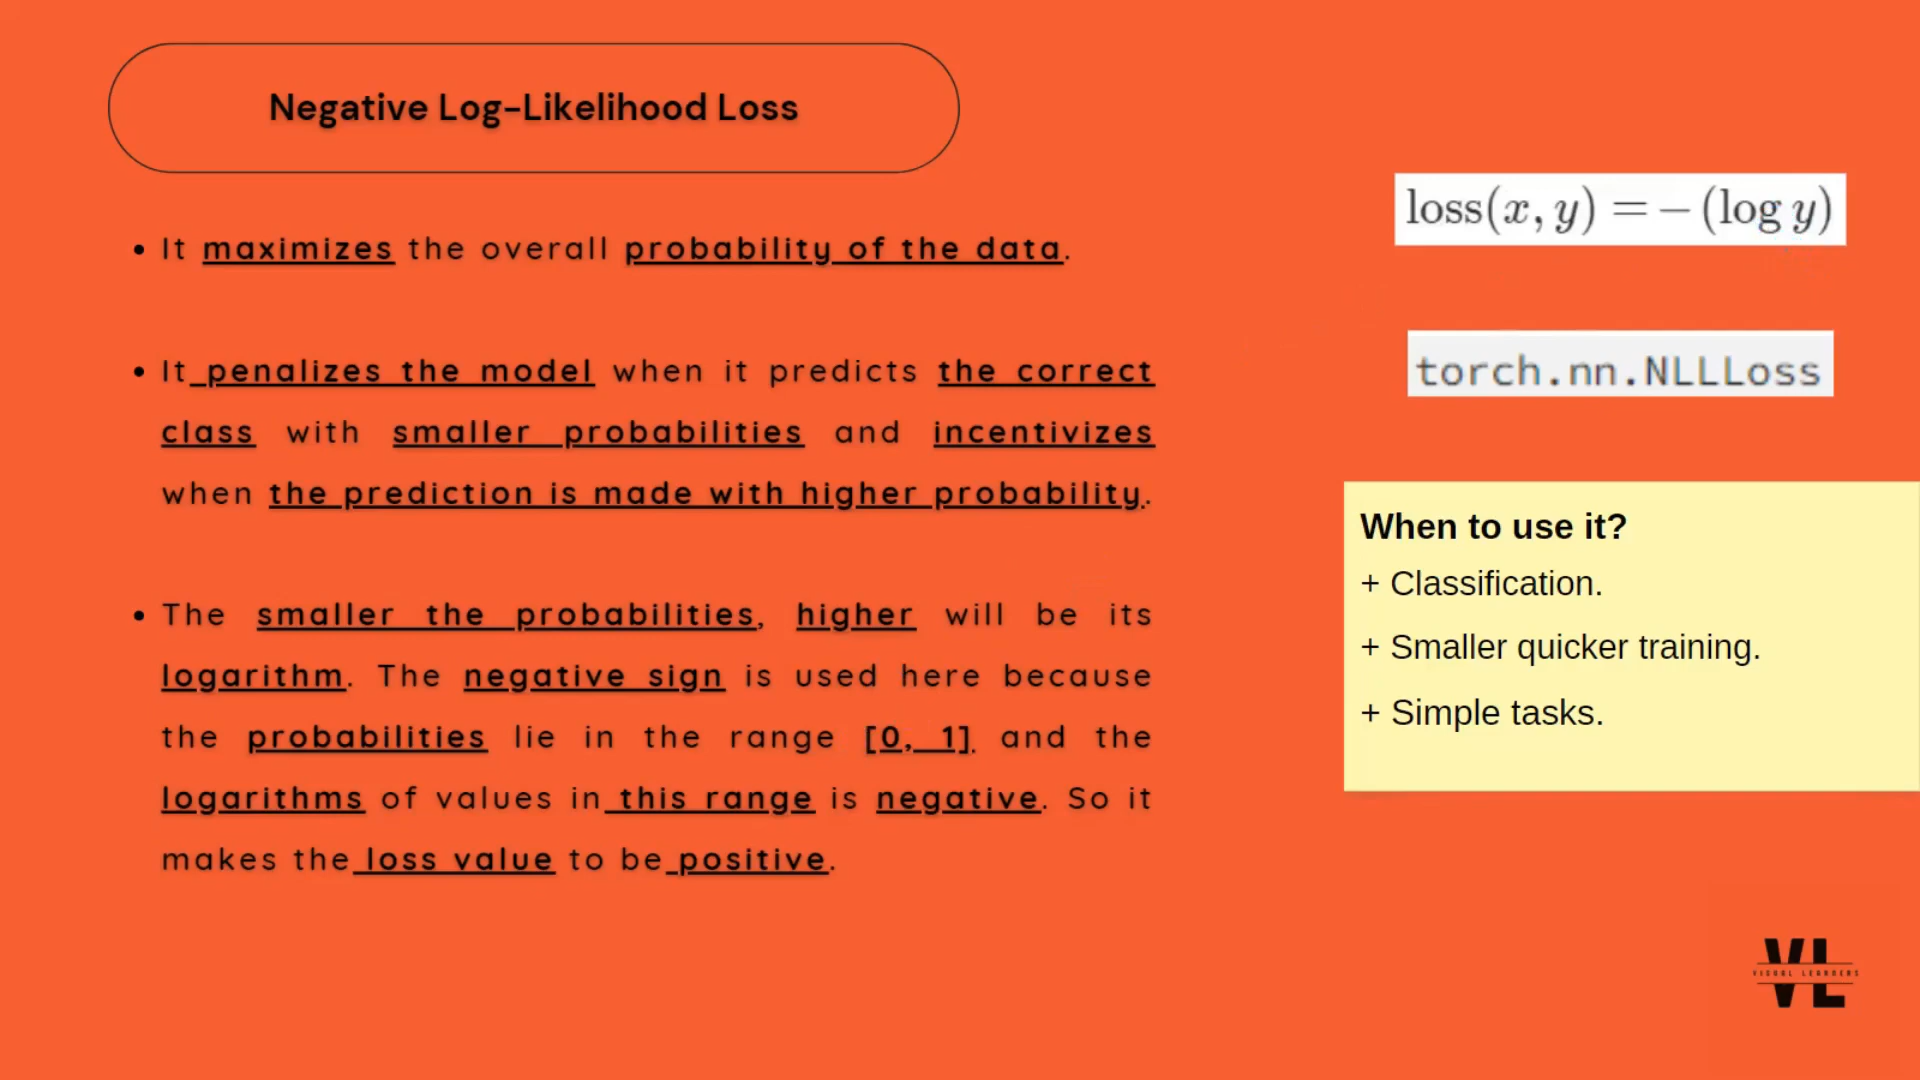 Negative Log-Likelihood Loss
• It maximizes the overall probability of the data.
• It penalizes the model when it predicts the correct
class with smaller probabilities and incentivizes
when the prediction is made with higher probability.
• The smaller the probabilities, higher will be its
logarithm. The negative sign is used here because
the probabilities lie in the range [0, 1] and the
logarithms of values in this range is negative. So it
makes the loss value to be positive.
loss(x, y) = − (log y)
torch.nn.NLLLoss
When to use it?
+ Classification.
+ Smaller quicker training.
+ Simple tasks.
VL
VISUAL LEARNERS